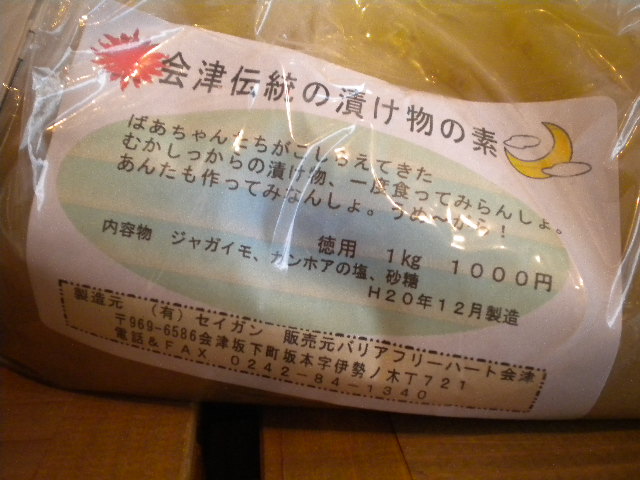 会津伝統の漬け物の素
ばあちゃんたちがこしらえてきた
むかしっからの漬け物、一度食ってみらんしょ。
あんたも作ってみなんしょ。うめ〜から!
徳用 1kg 1000円
内容物 ジャガイモ、カンホアの塩、砂糖
H20年12月製造
製造元 (有)セイガン 販売元バリアフリーハート会津
〒969-6586会津坂下町坂本字伊勢ノ木丁721
電話&FAX 0242-84-1340